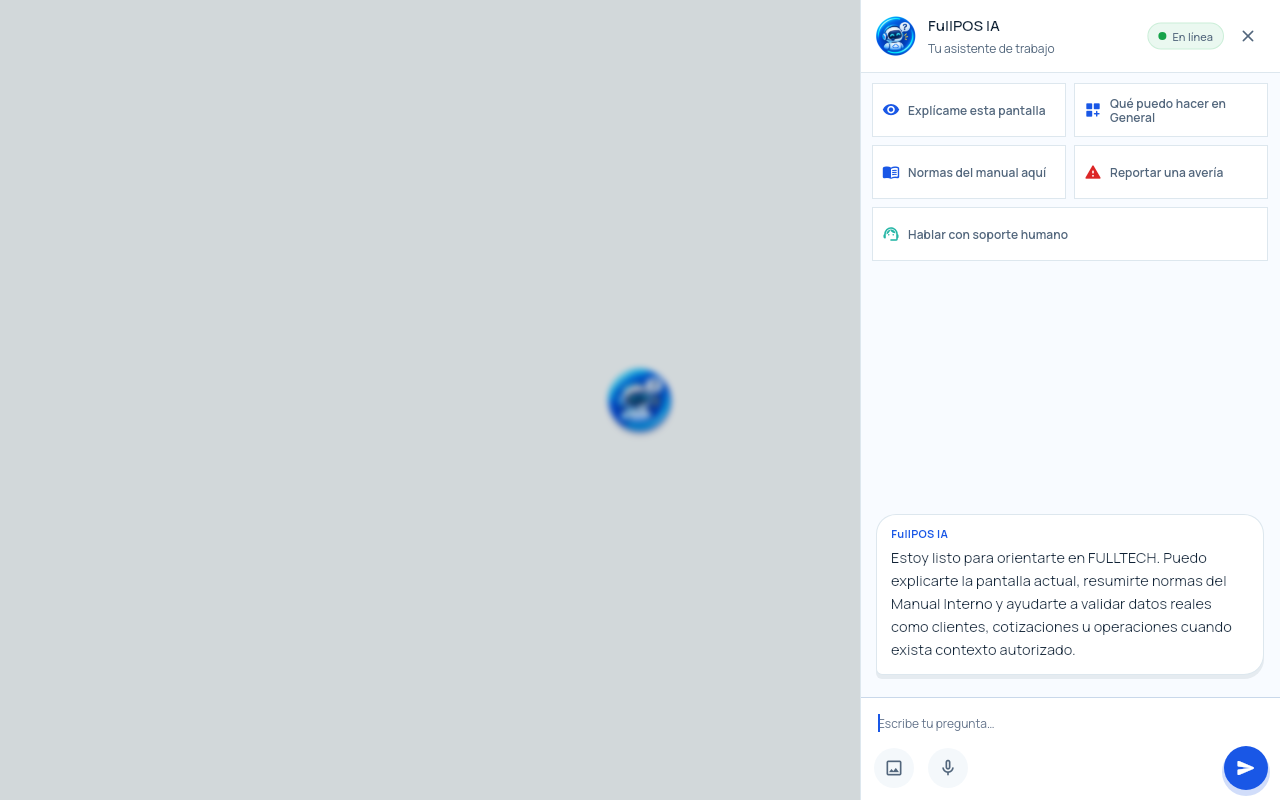 FullPOS IA
Tu asistente de trabajo
En línea
Explícame esta pantalla
Qué puedo hacer en
General
Normas del manual aquí
Reportar una avería
Hablar con soporte humano
FullPOS IA
Estoy listo para orientarte en FULLTECH. Puedo
explicarte la pantalla actual, resumirte normas del
Manual Interno y ayudarte a validar datos reales
como clientes, cotizaciones u operaciones cuando
exista contexto autorizado.
Escribe tu pregunta...